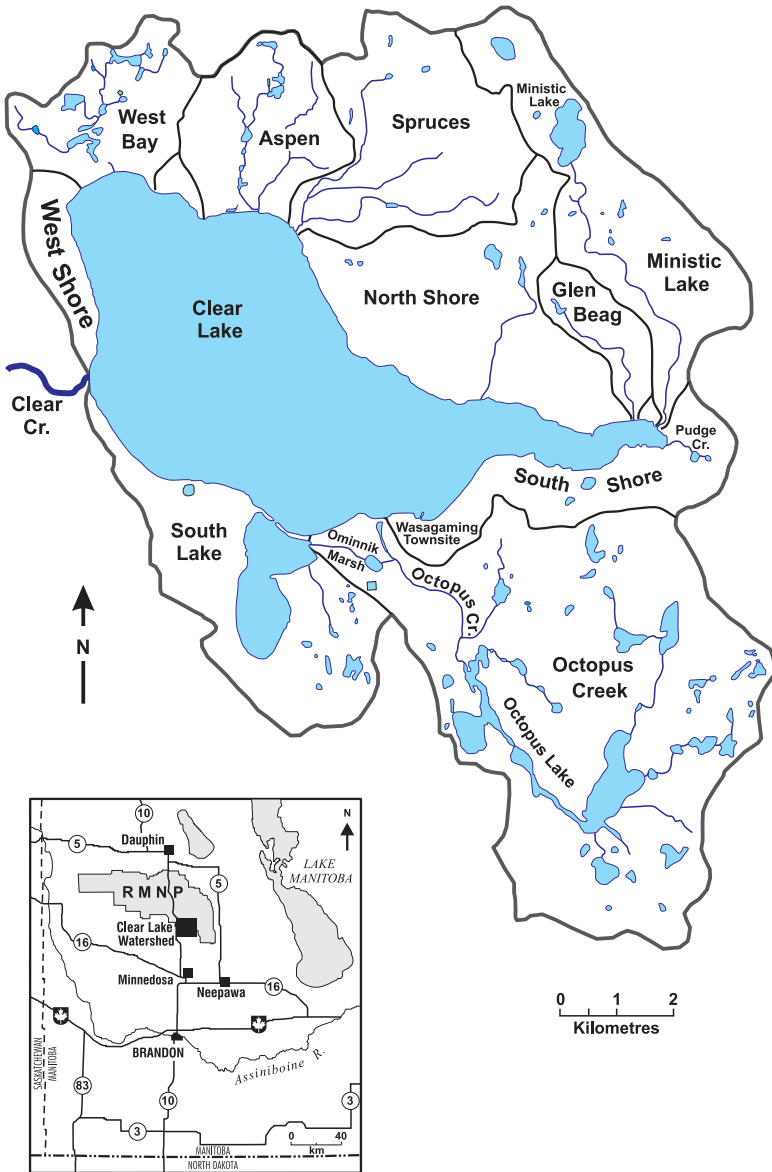 Ministic
Lake
West
Bay
Aspen
Spruces
West Shore
Clear
Lake
North Shore
Glen
Beag
Ministic
Lake
Clear
Cr.
Pudge
Cr.
South Shore
South
Lake
Ominnik
Marsh
Wasagaming
Townsite
Octopus Cr.
N
Octopus
Creek
Octopus Lake
10
N
Dauphin
5
LAKE
MANITOBA
RMNP
5
Clear Lake
Watershed
16
Minnedosa
Neepawa
16
BRANDON
Assiniboine R.
SASKATCHEWAN
MANITOBA
83
10
3
3
MANITOBA
NORTH DAKOTA
0 40
km
0 1 2
Kilometres